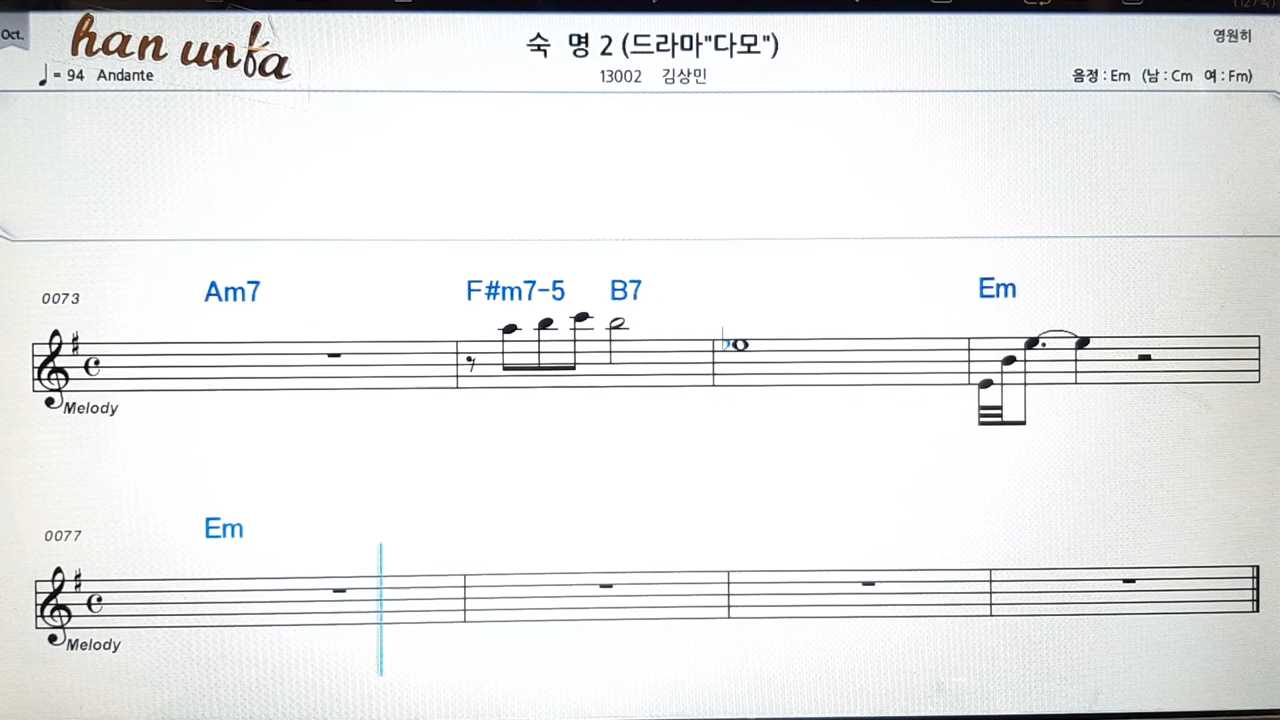 Oct.
han unfa
= 94 Andante
숙 명 2 (드라마"다모")
13002 김상민
영원히
음정 : Em (남 : Cm 여 : Fm)
0073
Am7 F#m7-5 B7 Em
Melody
0077
Em
Melody